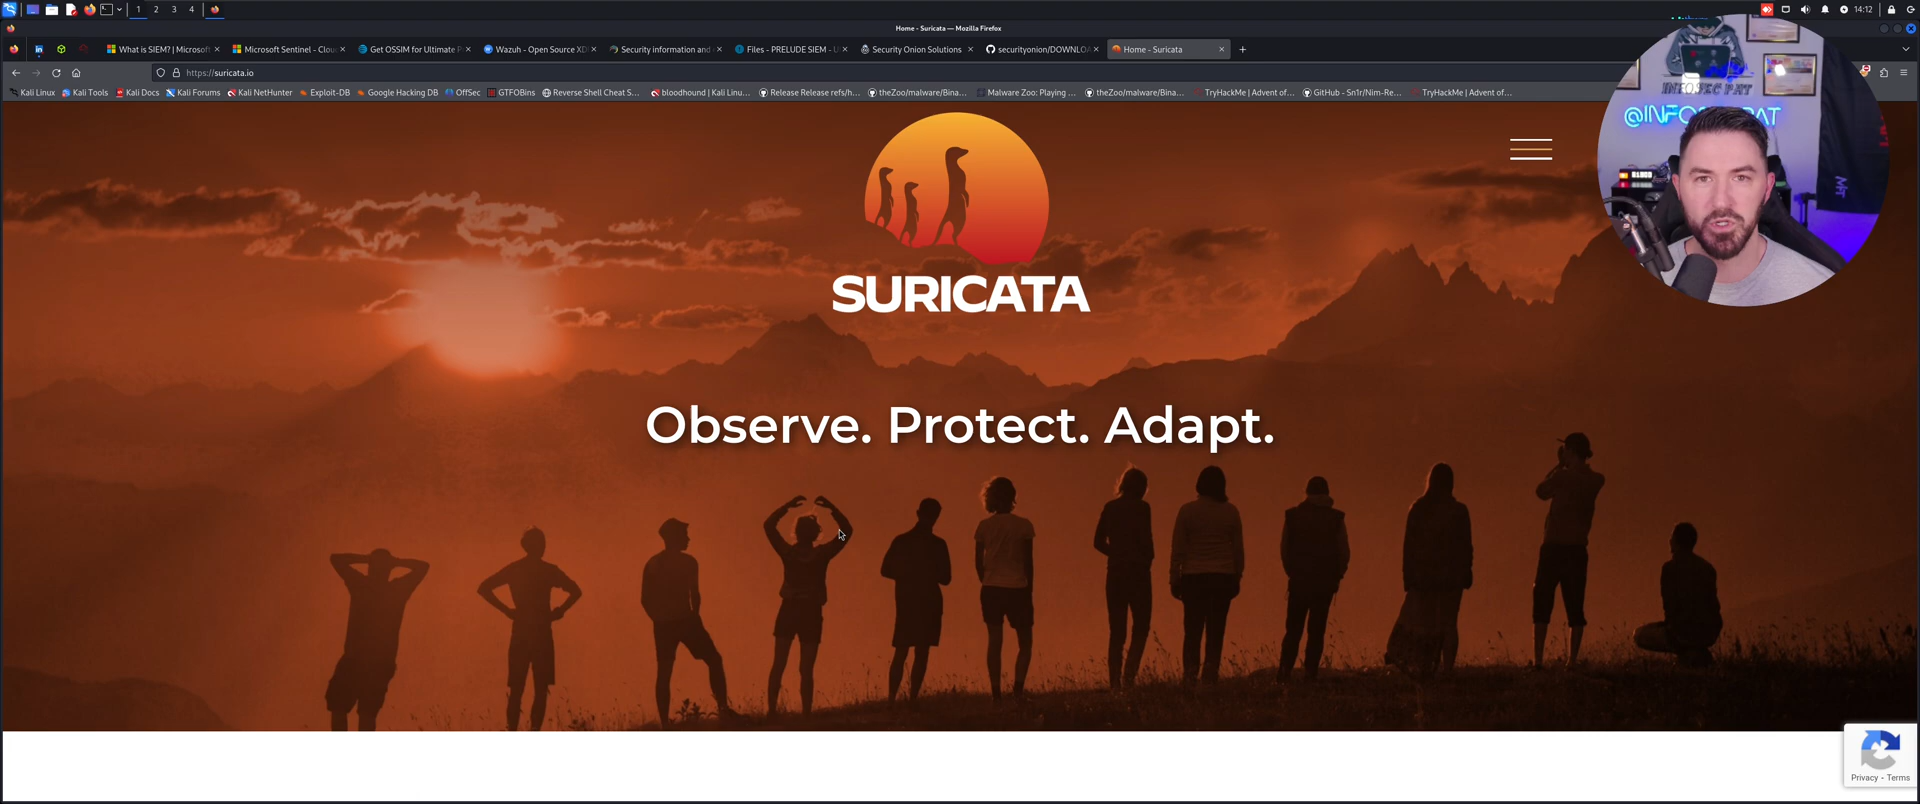 1 2 3 4
14:12
Home - Suricata — Mozilla Firefox
What is SIEM? | Microsoft
Microsoft Sentinel - Clou
Get OSSIM for Ultimate
Wazuh - Open Source XD
Security information and
Files - PRELUDE SIEM - U
Security Onion Solutions
securityonion/DOWNLOA
Home - Suricata
https://suricata.io
Kali Linux
Kali Tools
Kali Docs
Kali Forums
Kali NetHunter
Exploit-DB
Google Hacking DB
OffSec
GTFOBins
Reverse Shell Cheat S...
bloodhound | Kali Linu...
Release Release refs/h...
theZoo/malware/Bina...
Malware Zoo: Playing ...
theZoo/malware/Bina...
TryHackMe | Advent of...
GitHub - Sn1r/Nim-Re...
TryHackMe | Advent of...
INFOSEC PAT
SURICATA
Observe. Protect. Adapt.
Privacy - Terms